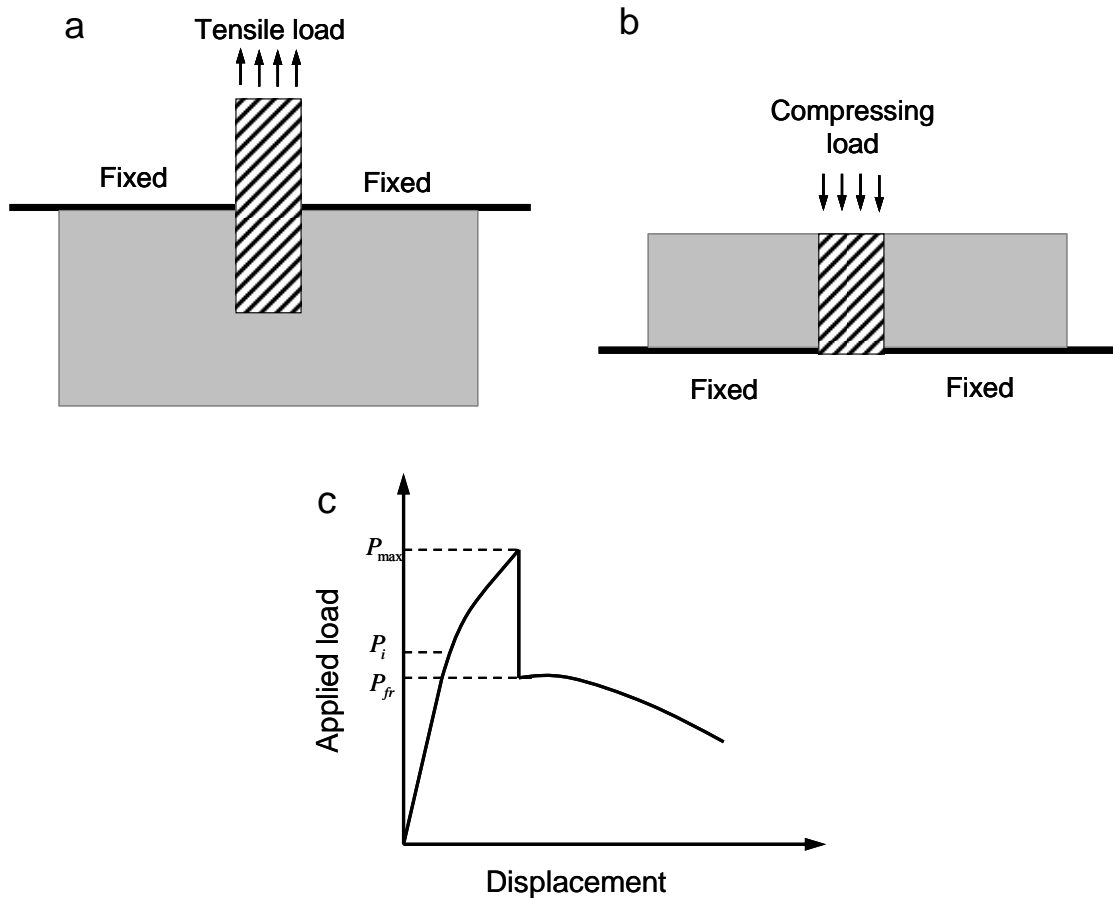 a
Tensile load
Fixed
Fixed
b
Compressing
load
Fixed
Fixed
c
Applied load
P_max
P_i
P_fr
Displacement